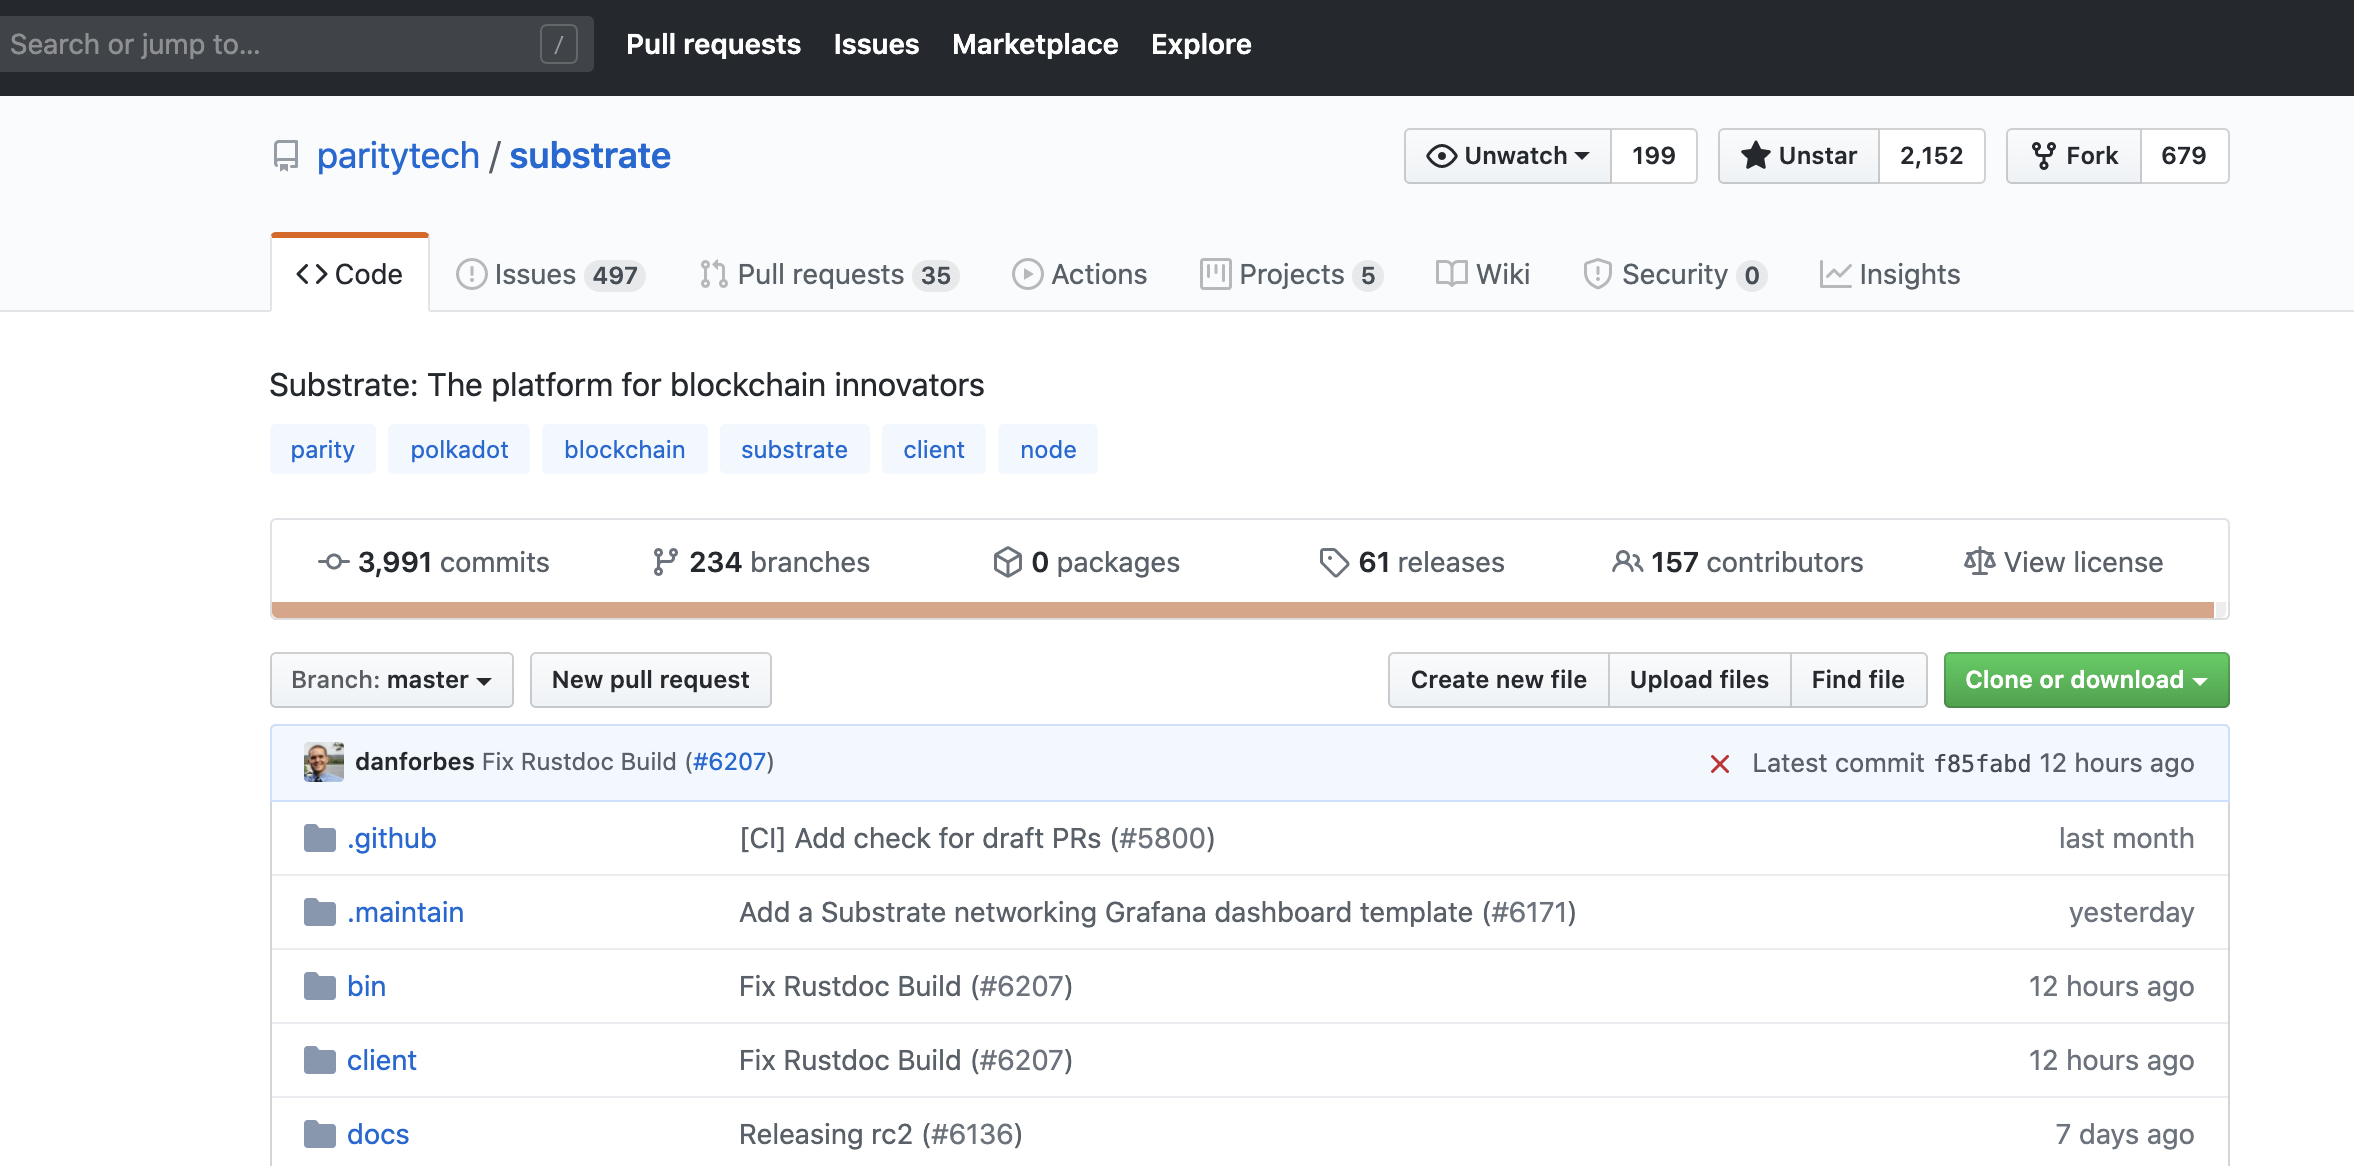 Search or jump to... / Pull requests Issues Marketplace Explore
paritytech / substrate Unwatch 199 Unstar 2,152 Fork 679
Code Issues 497 Pull requests 35 Actions Projects 5 Wiki Security 0 Insights
Substrate: The platform for blockchain innovators
parity polkadot blockchain substrate client node
3,991 commits 234 branches 0 packages 61 releases 157 contributors View license
Branch: master New pull request Create new file Upload files Find file Clone or download
danforbes Fix Rustdoc Build (#6207) Latest commit f85fabd 12 hours ago
.github [CI] Add check for draft PRs (#5800) last month
.maintain Add a Substrate networking Grafana dashboard template (#6171) yesterday
bin Fix Rustdoc Build (#6207) 12 hours ago
client Fix Rustdoc Build (#6207) 12 hours ago
docs Releasing rc2 (#6136) 7 days ago